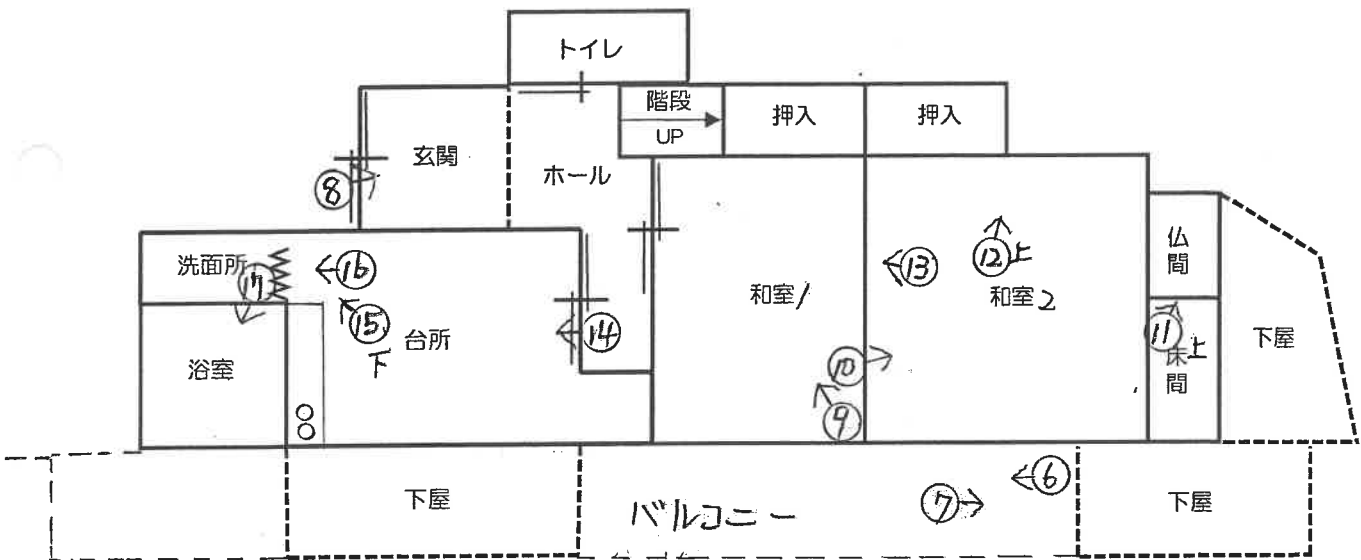 トイレ
階段
UP
押入
押入
玄関
ホール
⑧
洗面所
⑰
⑯
⑮
下
台所
⑭
和室1
⑬
⑫上
和室2
仏間
⑪上
床間
下屋
浴室
⑩
⑨
下屋
バルコニー
⑦
⑥
下屋